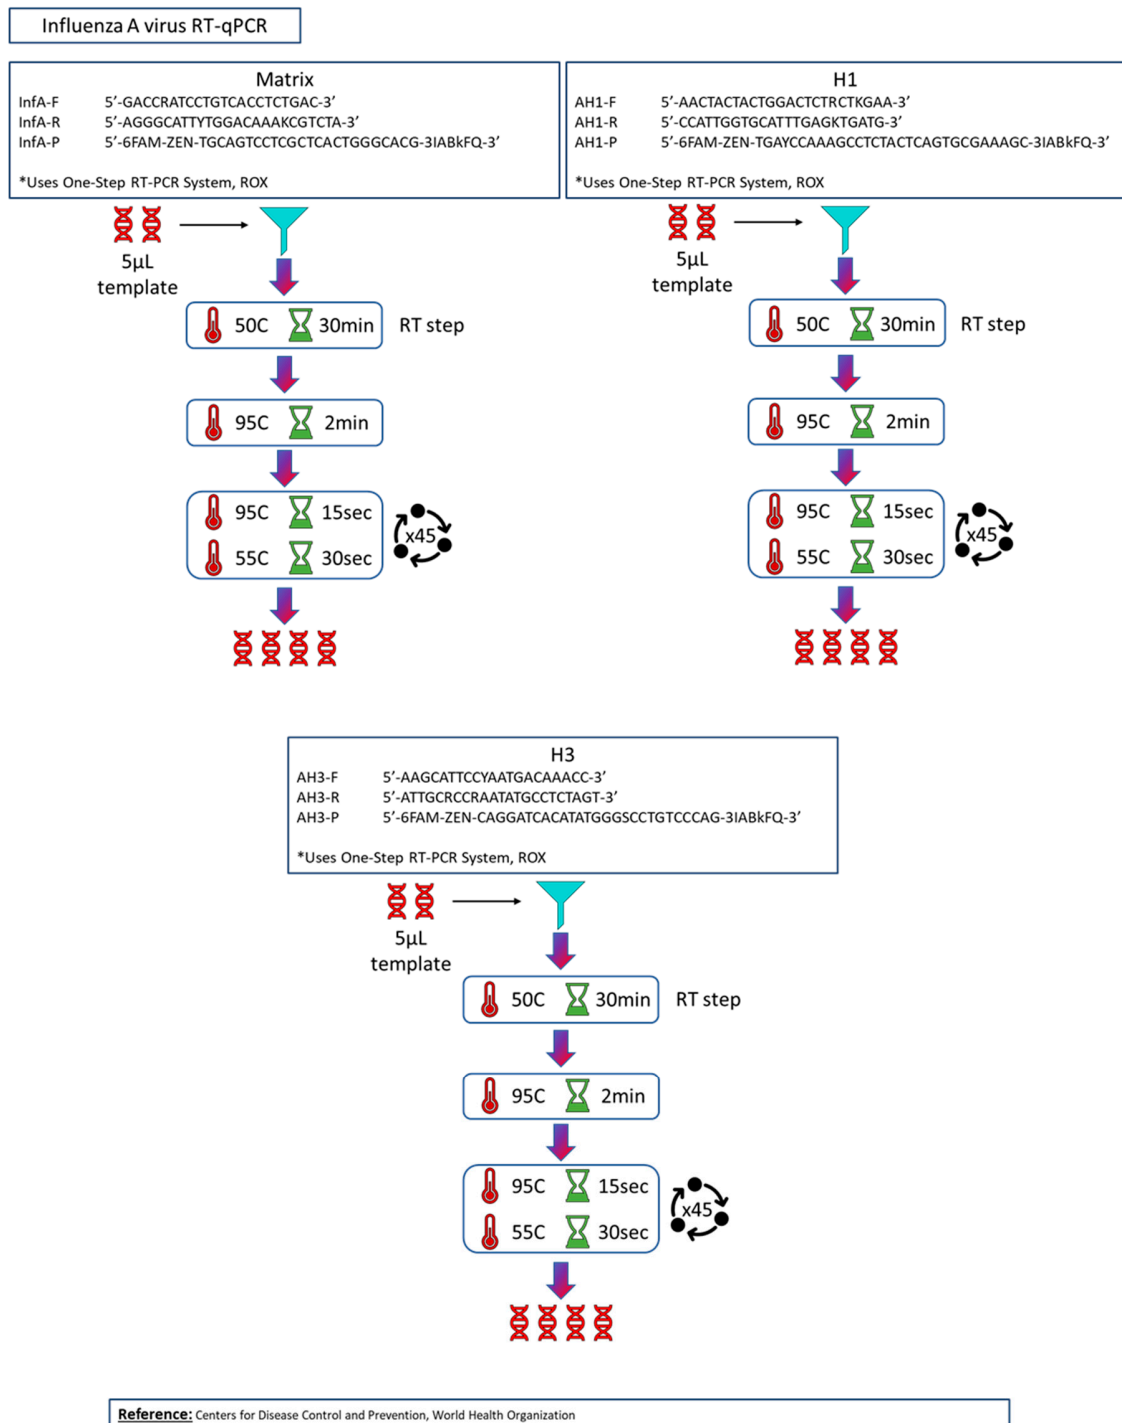 Influenza A virus RT-qPCR
Matrix
InfA-F 5’-GACCRATCCTGTCACCTCTGAC-3’
InfA-R 5’-AGGGCATTYTGGACAAAKCGTCTA-3’
InfA-P 5’-6FAM-ZEN-TGCAGTCCTCGCTCACTGGGCACG-3IABkFQ-3’
*Uses One-Step RT-PCR System, ROX
5µL
template
50C 30min RT step
95C 2min
95C 15sec
x45
55C 30sec
H1
AH1-F 5’-AACTACTACTGGACTCTRCTKGAA-3’
AH1-R 5’-CCATTGGTGCATTTGAGKTGATG-3’
AH1-P 5’-6FAM-ZEN-TGAYCCAAAGCCTCTACTCAGTGCGAAAGC-3IABkFQ-3’
*Uses One-Step RT-PCR System, ROX
5µL
template
50C 30min RT step
95C 2min
95C 15sec
x45
55C 30sec
H3
AH3-F 5’-AAGCATTCCYAATGACAAACC-3’
AH3-R 5’-ATTGCRCCRAATATGCCTCTAGT-3’
AH3-P 5’-6FAM-ZEN-CAGGATCACATATGGGSCCTGTCCCAG-3IABkFQ-3’
*Uses One-Step RT-PCR System, ROX
5µL
template
50C 30min RT step
95C 2min
95C 15sec
x45
55C 30sec
Reference: Centers for Disease Control and Prevention, World Health Organization